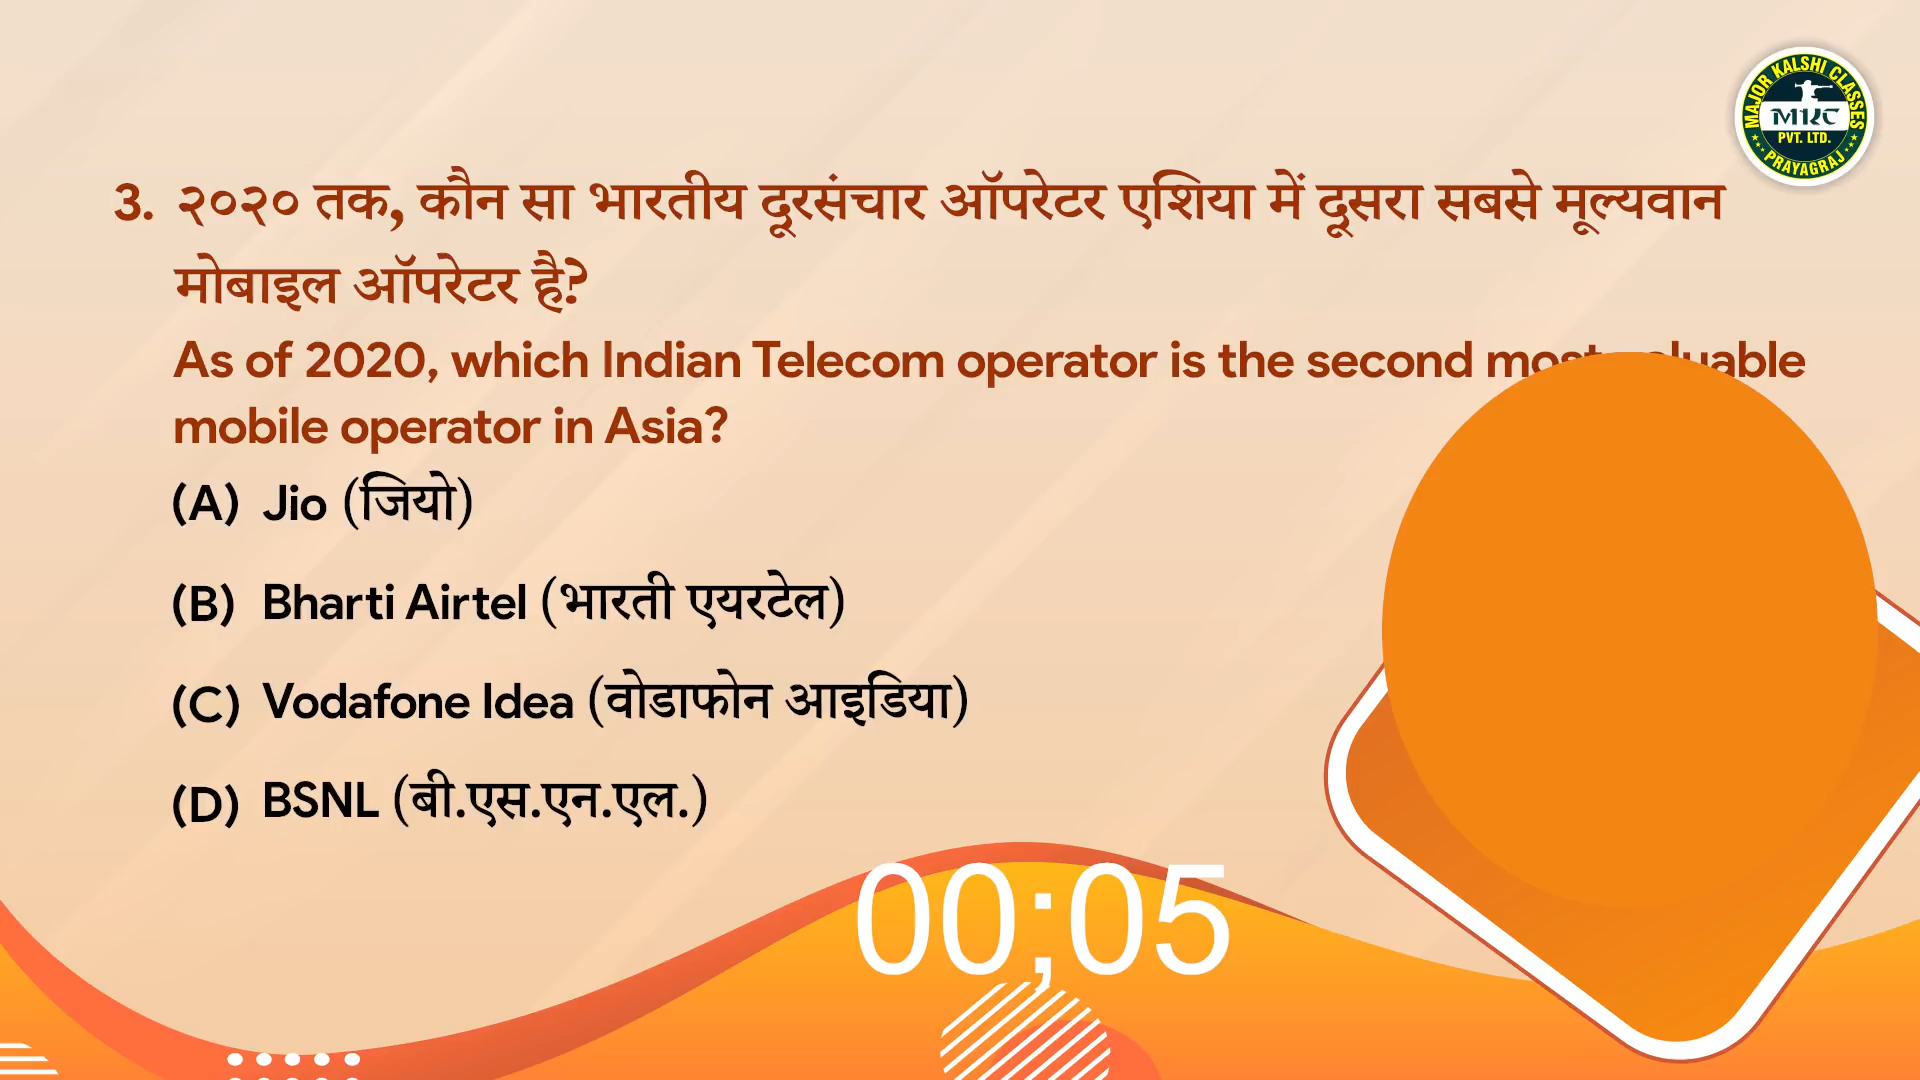 MAJOR KALSHI CLASSES
MKC
PVT. LTD.
PRAYAGRAJ
3. २०२० तक, कौन सा भारतीय दूरसंचार ऑपरेटर एशिया में दूसरा सबसे मूल्यवान
मोबाइल ऑपरेटर है?
As of 2020, which Indian Telecom operator is the second most valuable
mobile operator in Asia?
(A) Jio (जियो)
(B) Bharti Airtel (भारती एयरटेल)
(C) Vodafone Idea (वोडाफोन आइडिया)
(D) BSNL (बी.एस.एन.एल.)
00;05